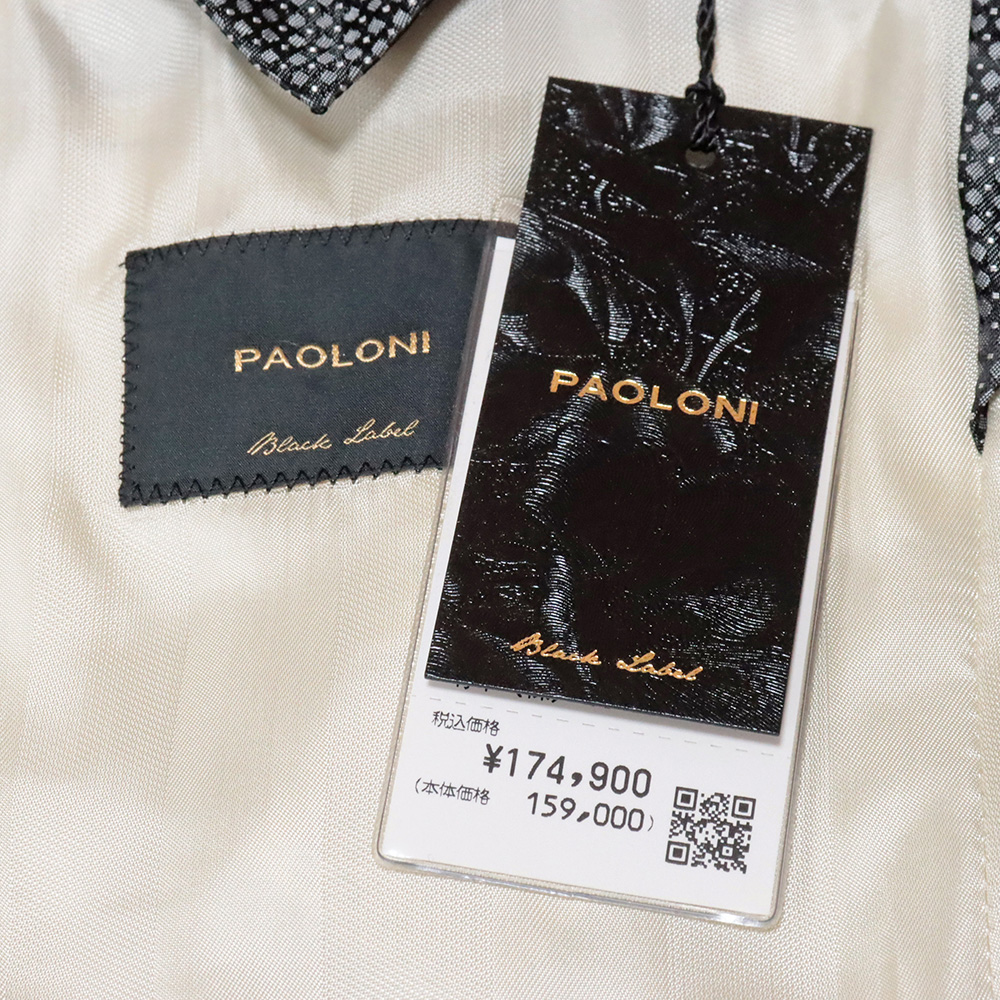 PAOLONI
Black Label
PAOLONI
Black Label
税込価格
¥174,900
(本体価格 159,000)